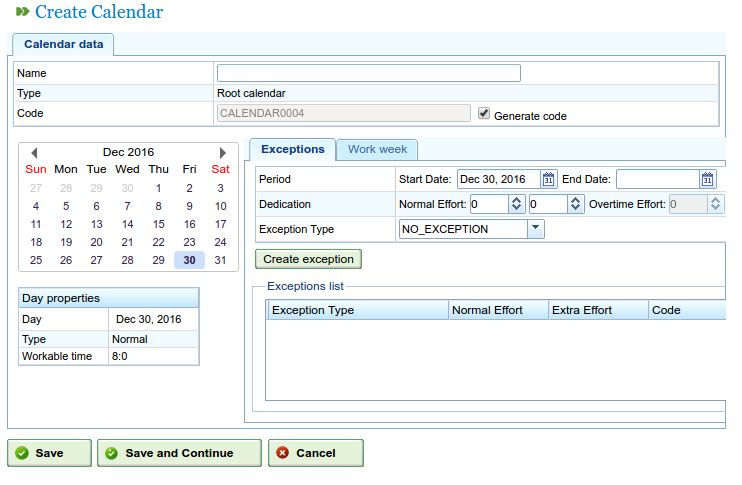 Create Calendar
Calendar data
Name
Type Root calendar
Code CALENDAR0004 Generate code
Dec 2016
Sun Mon Tue Wed Thu Fri Sat
27 28 29 30 1 2 3
4 5 6 7 8 9 10
11 12 13 14 15 16 17
18 19 20 21 22 23 24
25 26 27 28 29 30 31
Day properties
Day Dec 30, 2016
Type Normal
Workable time 8:0
Exceptions Work week
Period Start Date: Dec 30, 2016 31 End Date: 31
Dedication Normal Effort: 0 0 Overtime Effort: 0
Exception Type NO_EXCEPTION
Create exception
Exceptions list
Exception Type Normal Effort Extra Effort Code
Save Save and Continue Cancel